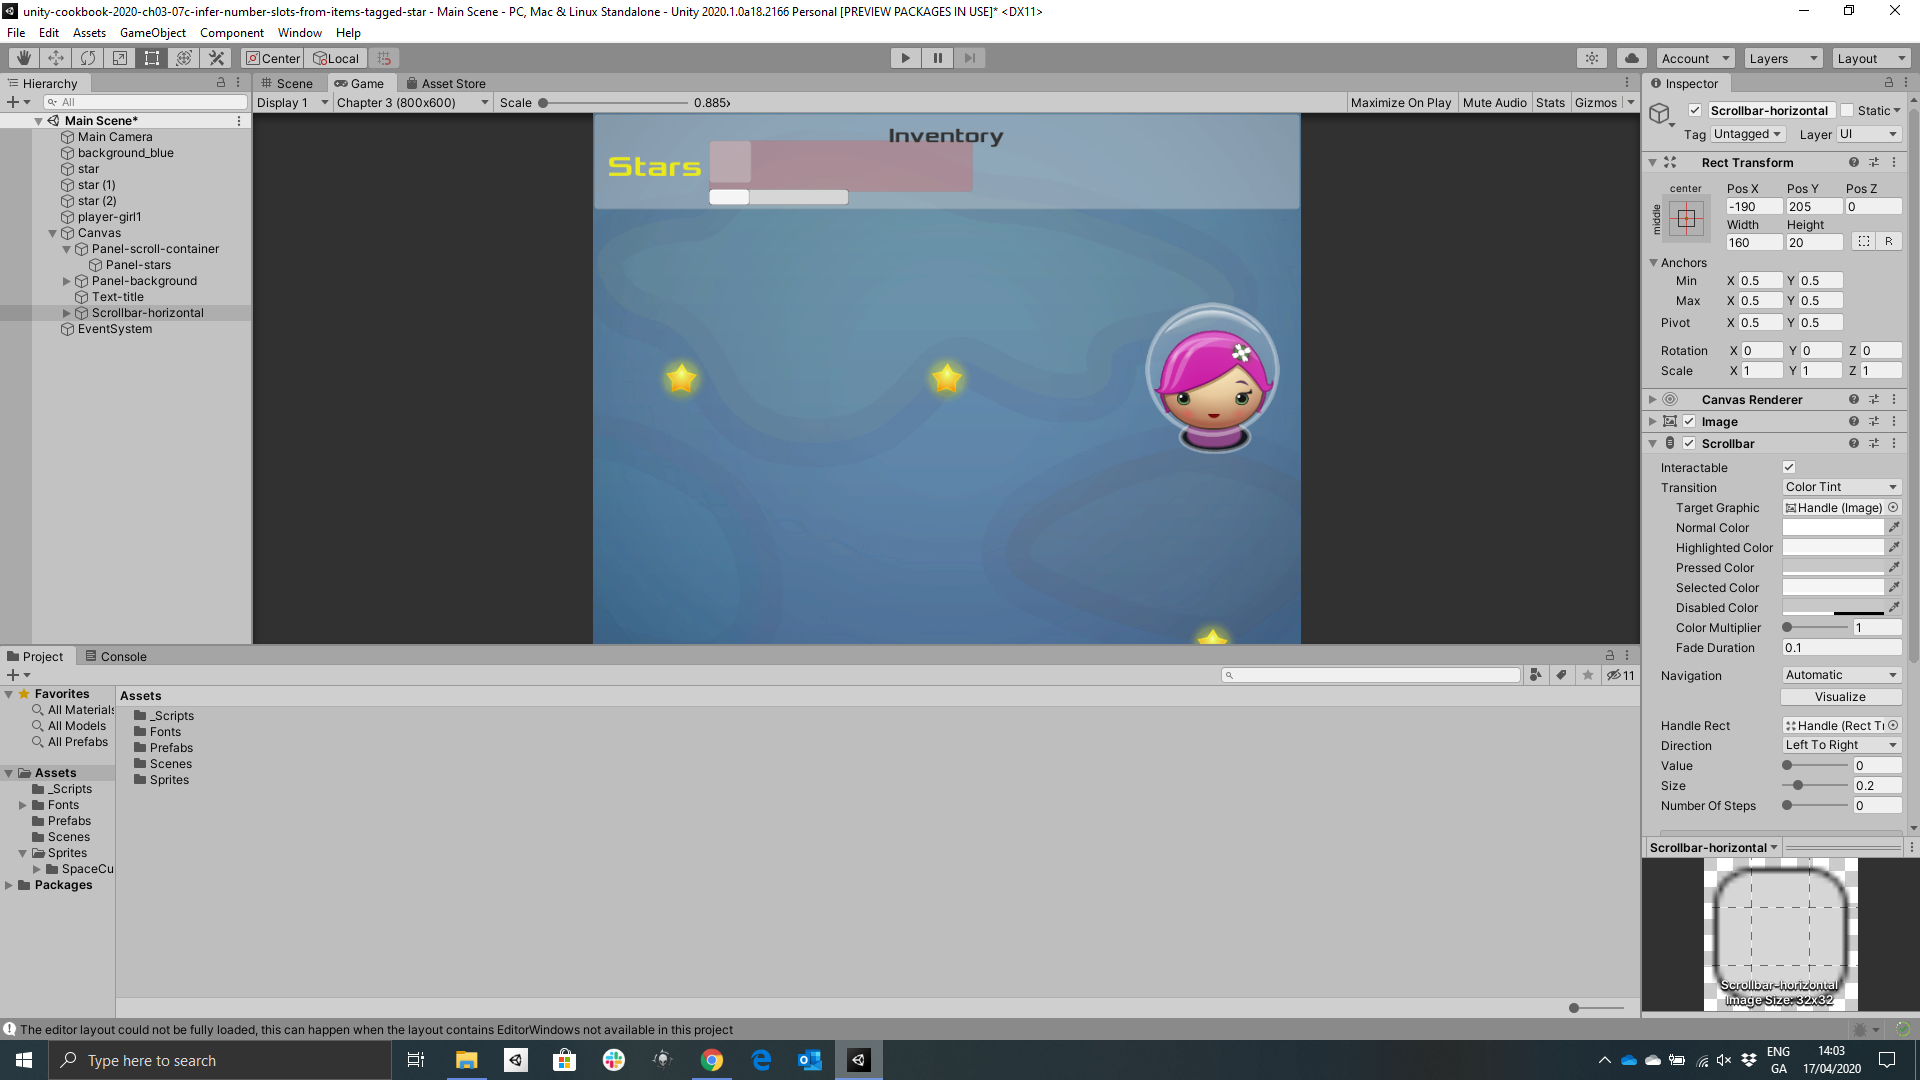 unity-cookbook-2020-ch03-07c-infer-number-slots-from-items-tagged-star - Main Scene - PC, Mac & Linux Standalone - Unity 2020.1.0a18.2166 Personal [PREVIEW PACKAGES IN USE]* <DX11>
File Edit Assets GameObject Component Window Help
Center Local Account Layers Layout
Hierarchy
All
Main Scene*
Main Camera
background_blue
star
star (1)
star (2)
player-girl1
Canvas
Panel-scroll-container
Panel-stars
Panel-background
Text-title
Scrollbar-horizontal
EventSystem
Scene Game Asset Store
Display 1 Chapter 3 (800x600) Scale 0.885x Maximize On Play Mute Audio Stats Gizmos
Inventory
Stars
Inspector
Scrollbar-horizontal Static
Tag Untagged Layer UI
Rect Transform
center
middle
Pos X Pos Y Pos Z
-190 205 0
Width Height
160 20 R
Anchors
Min X 0.5 Y 0.5
Max X 0.5 Y 0.5
Pivot X 0.5 Y 0.5
Rotation X 0 Y 0 Z 0
Scale X 1 Y 1 Z 1
Canvas Renderer
Image
Scrollbar
Interactable
Transition Color Tint
Target Graphic Handle (Image)
Normal Color
Highlighted Color
Pressed Color
Selected Color
Disabled Color
Color Multiplier 1
Fade Duration 0.1
Navigation Automatic
Visualize
Handle Rect Handle (Rect Tr
Direction Left To Right
Value 0
Size 0.2
Number Of Steps 0
Scrollbar-horizontal
Scrollbar-horizontal
Image Size: 32x32
Project Console
11
Favorites
All Materials
All Models
All Prefabs
Assets
_Scripts
Fonts
Prefabs
Scenes
Sprites
SpaceCu
Packages
Assets
_Scripts
Fonts
Prefabs
Scenes
Sprites
The editor layout could not be fully loaded, this can happen when the layout contains EditorWindows not available in this project
Type here to search
ENG
GA
14:03
17/04/2020